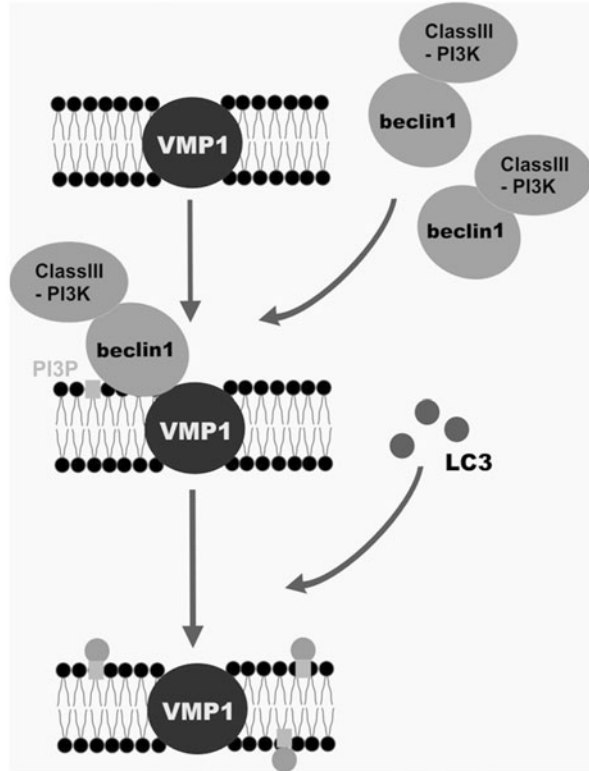 ClassIII
- PI3K
beclin1
VMP1
ClassIII
- PI3K
beclin1
ClassIII
- PI3K
beclin1
PI3P
VMP1
LC3
VMP1